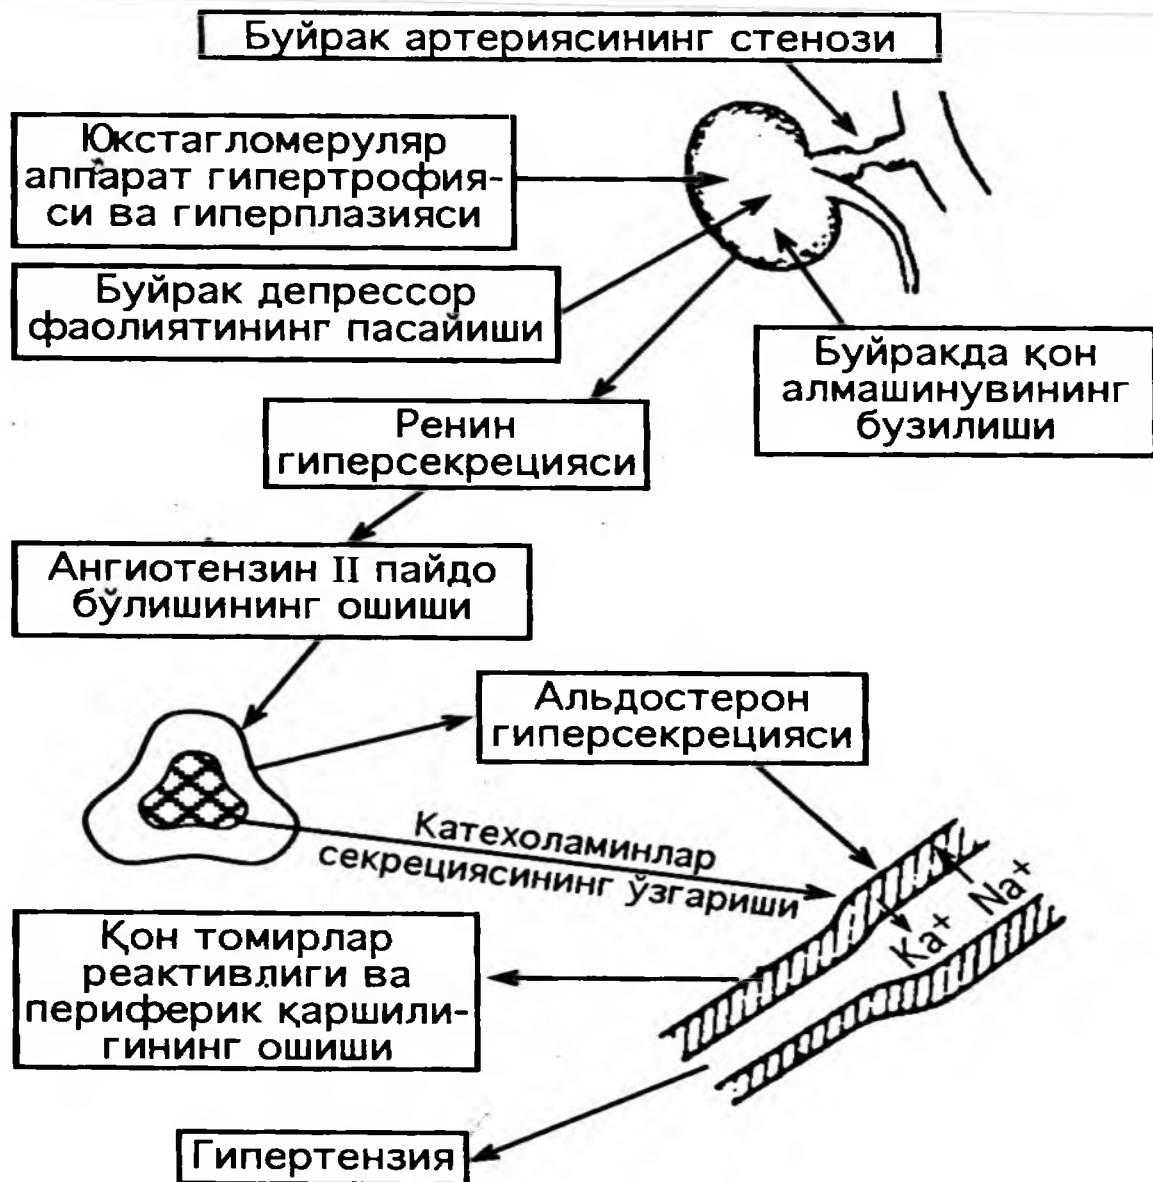 Буйрак артериясининг стенози
Юкстагломеруляр
аппарат гипертрофия-
си ва гиперплазияси
Буйрак депрессор
фаолиятининг пасайиши
Буйракда қон
алмашинувининг
бузилиши
Ренин
гиперсекрецияси
Ангиотензин II пайдо
бўлишининг ошиши
Альдостерон
гиперсекрецияси
Катехоламинлар
секрециясининг ўзгариши
Na+
Ka+
Қон томирлар
реактивлиги ва
периферик қаршили-
гининг ошиши
Гипертензия